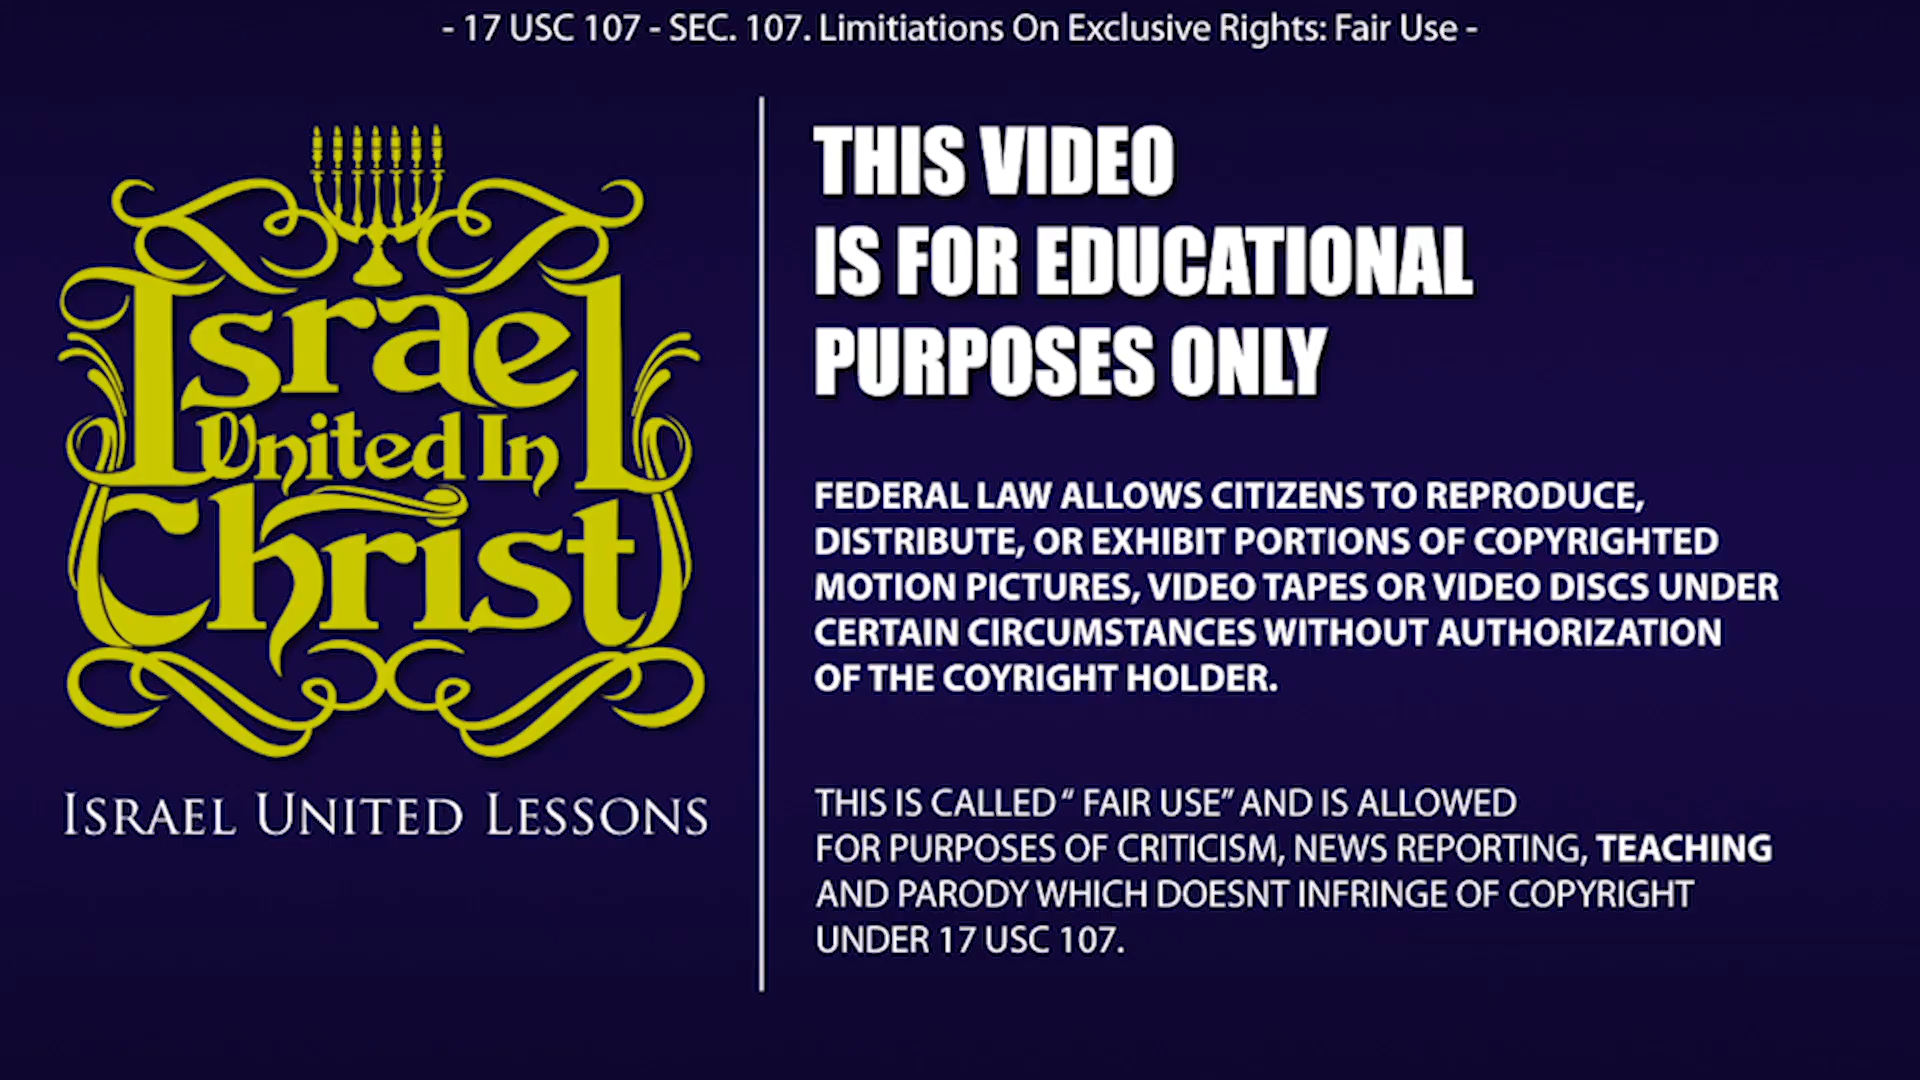 - 17 USC 107 - SEC. 107. Limitiations On Exclusive Rights: Fair Use -
Israel
United In
Christ
ISRAEL UNITED LESSONS
THIS VIDEO
IS FOR EDUCATIONAL
PURPOSES ONLY
FEDERAL LAW ALLOWS CITIZENS TO REPRODUCE,
DISTRIBUTE, OR EXHIBIT PORTIONS OF COPYRIGHTED
MOTION PICTURES, VIDEO TAPES OR VIDEO DISCS UNDER
CERTAIN CIRCUMSTANCES WITHOUT AUTHORIZATION
OF THE COYRIGHT HOLDER.
THIS IS CALLED “ FAIR USE” AND IS ALLOWED
FOR PURPOSES OF CRITICISM, NEWS REPORTING, TEACHING
AND PARODY WHICH DOESNT INFRINGE OF COPYRIGHT
UNDER 17 USC 107.